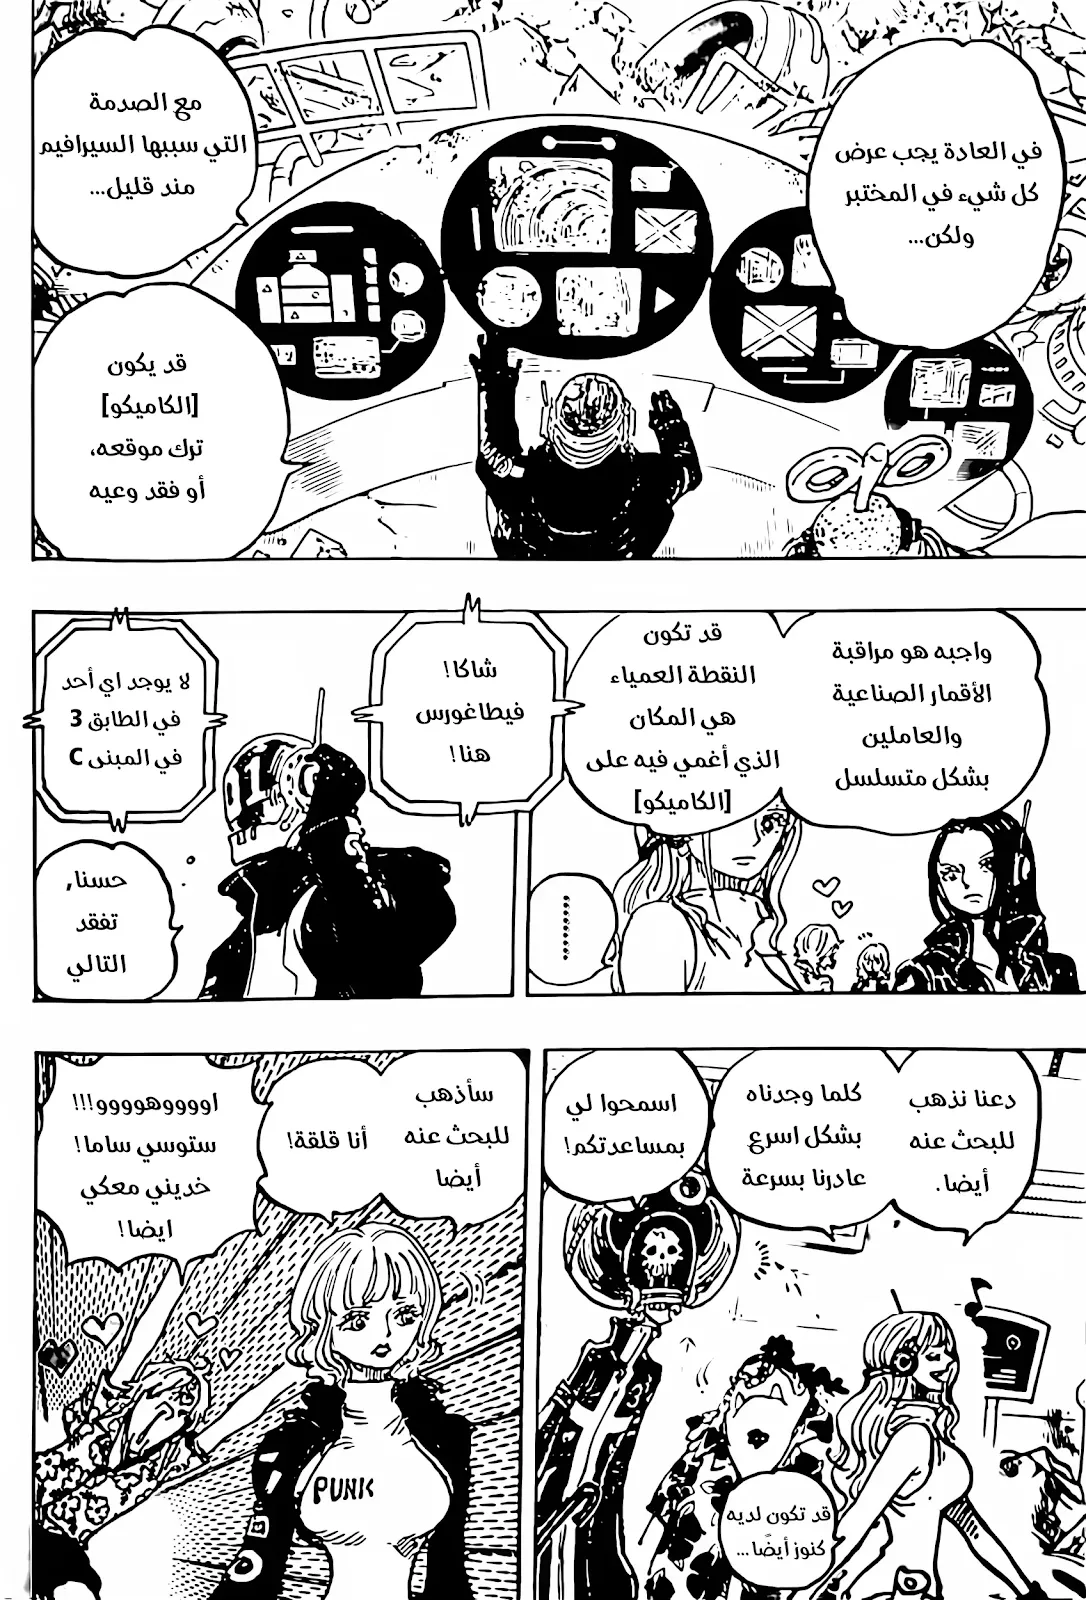 في العادة يجب عرض
كل شيء في المختبر
ولكن...
مع الصدمة
التي سببها السيرافيم
مند قليل...
قد يكون
[الكاميكو]
ترك موقعه،
أو فقد وعيه
واجبه هو مراقبة
الأقمار الصناعية
والعاملين
بشكل متسلسل
قد تكون
النقطة العمياء
هي المكان
الذي أغمي فيه على
[الكاميكو]
..........
شاكا!
فيطاغورس
هنا!
لا يوجد اي أحد
في الطابق 3
في المبنى C
حسنا,
تفقد
التالي
دعنا نذهب
للبحث عنه
أيضا.
كلما وجدناه
بشكل اسرع
غادرنا بسرعة
اسمحوا لي
بمساعدتكم!
قد تكون لديه
كنوز أيضًا...
سأذهب
للبحث عنه
أيضا
أنا قلقة!
اووووهوووو!!!
ستوسي ساما!
خديني معكي
ايضا!
PUNK